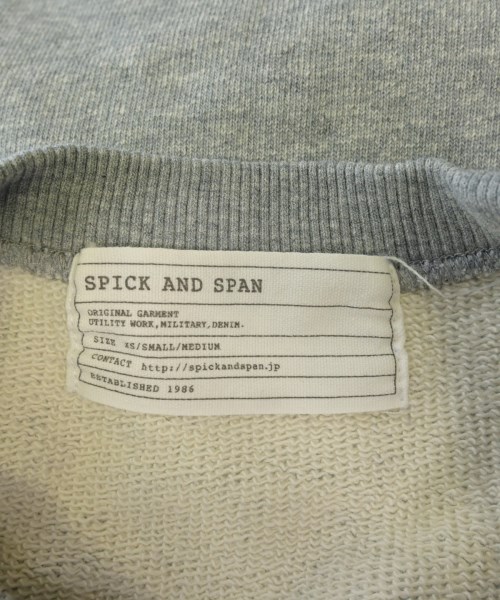 SPICK AND SPAN
ORIGINAL GARMENT
UTILITY WORK,MILITARY,DENIM.
SIZE XS/SMALL/MEDIUM
CONTACT http://spickandspan.jp
ESTABLISHED 1986